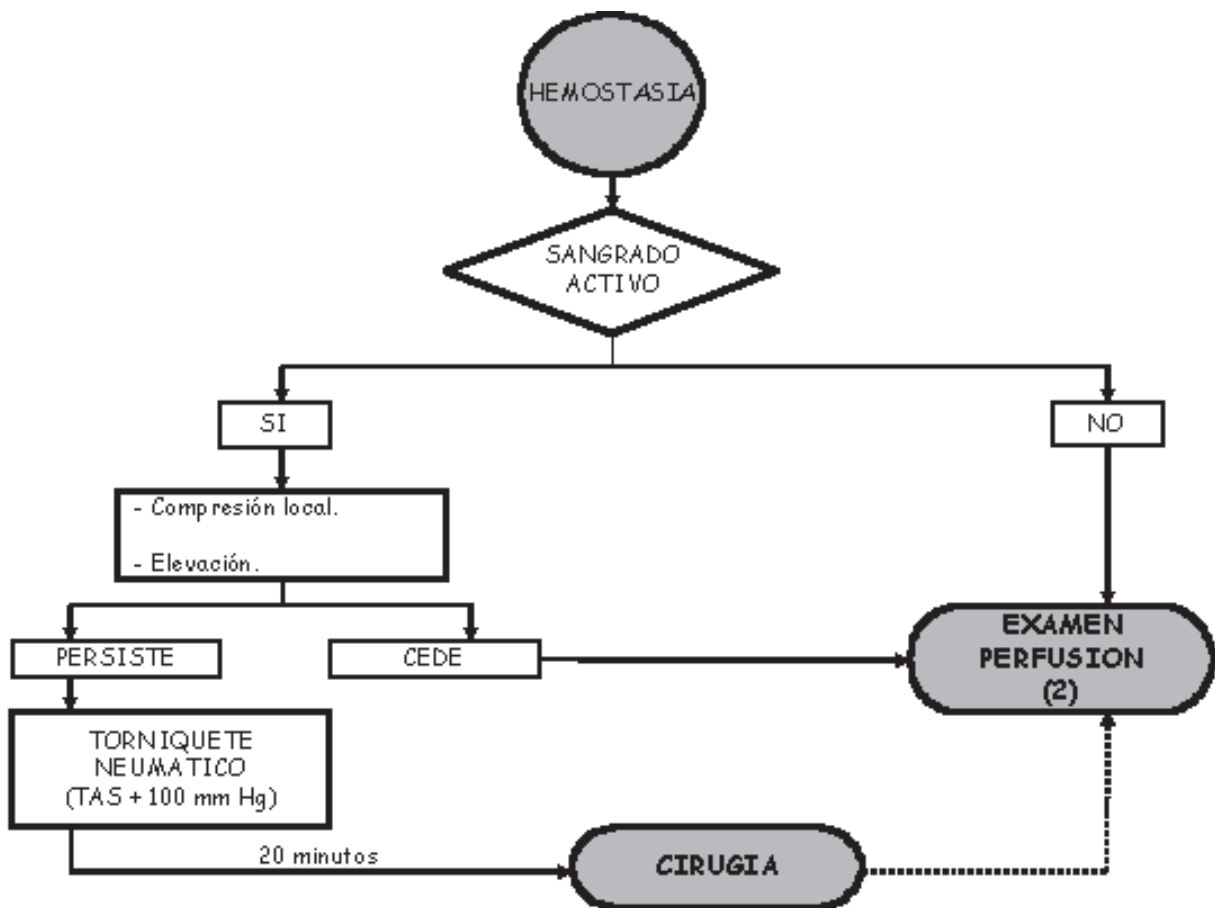 HEMOSTASIA
SANGRADO
ACTIVO
SI
NO
- Compresión local.
- Elevación.
PERSISTE
CEDE
EXAMEN
PERFUSION
(2)
TORNIQUETE
NEUMATICO
(TAS + 100 mm Hg)
20 minutos
CIRUGIA